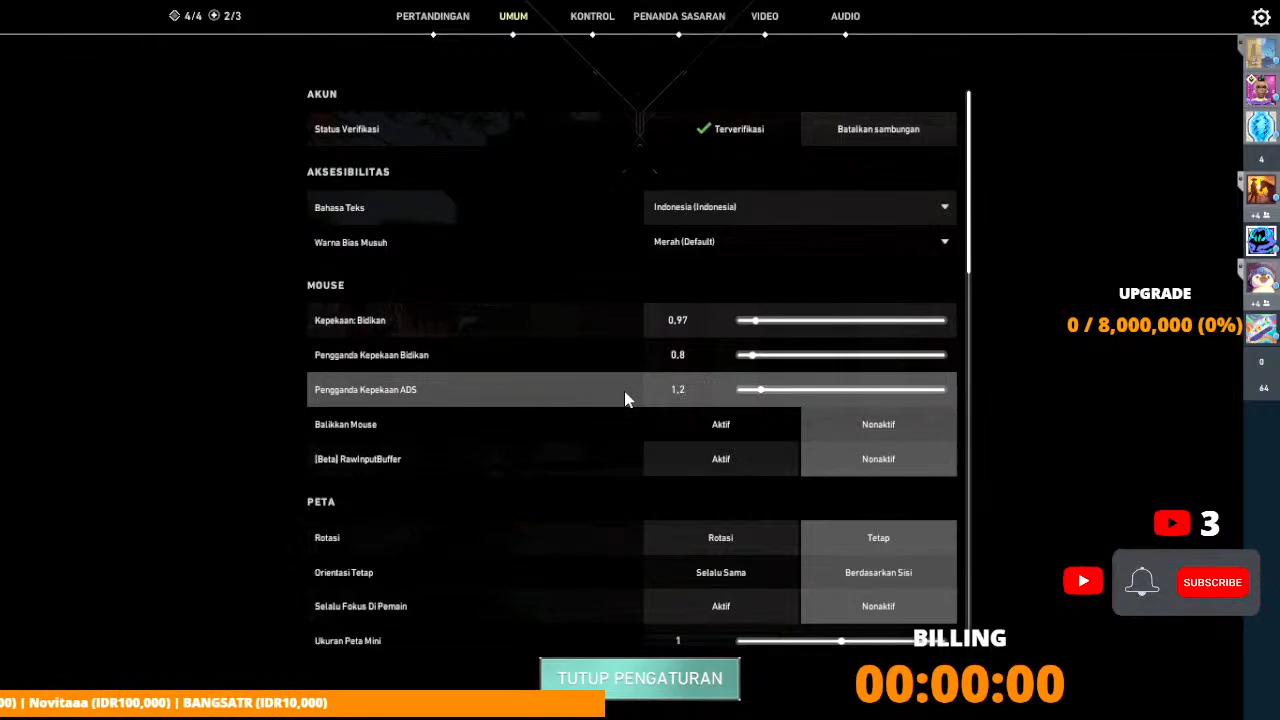 4/4 2/3
PERTANDINGAN UMUM KONTROL PENANDA SASARAN VIDEO AUDIO
AKUN
Status Verifikasi Terverifikasi Batalkan sambungan
AKSESIBILITAS
Bahasa Teks Indonesia (Indonesia)
Warna Bias Musuh Merah (Default)
MOUSE
Kepekaan: Bidikan 0,97
Pengganda Kepekaan Bidikan 0,8
Pengganda Kepekaan ADS 1,2
Balikkan Mouse Aktif Nonaktif
[Beta] RawInputBuffer Aktif Nonaktif
PETA
Rotasi Rotasi Tetap
Orientasi Tetap Selalu Sama Berdasarkan Sisi
Selalu Fokus Di Pemain Aktif Nonaktif
Ukuran Peta Mini 1
TUTUP PENGATURAN
4
+4
+4
0
64
UPGRADE
0 / 8,000,000 (0%)
3
SUBSCRIBE
BILLING
00:00:00
00) | Novitaaa (IDR100,000) | BANGSATR (IDR10,000)